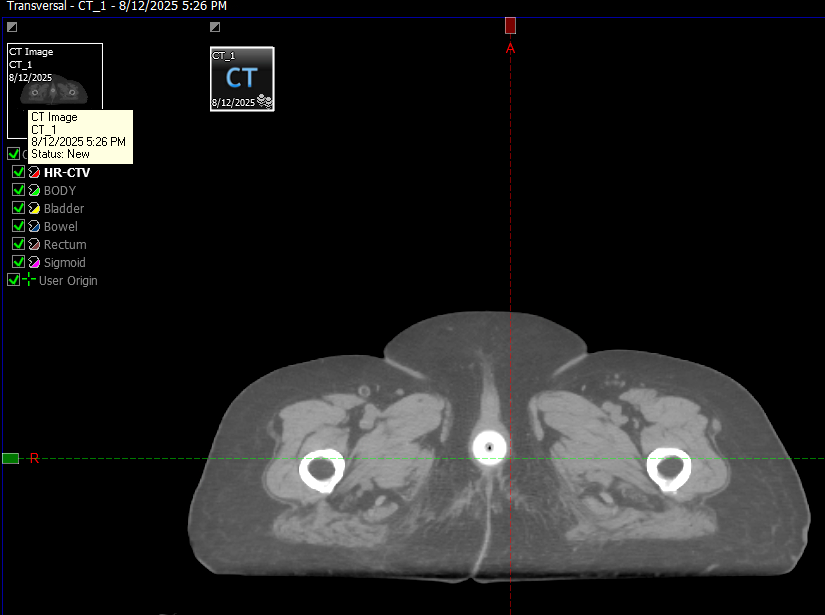 Transversal - CT_1 - 8/12/2025 5:26 PM
CT Image
CT_1
8/12/2025
CT Image
CT_1
8/12/2025 5:26 PM
Status: New
HR-CTV
BODY
Bladder
Bowel
Rectum
Sigmoid
User Origin
CT_1
CT
8/12/2025
A
R